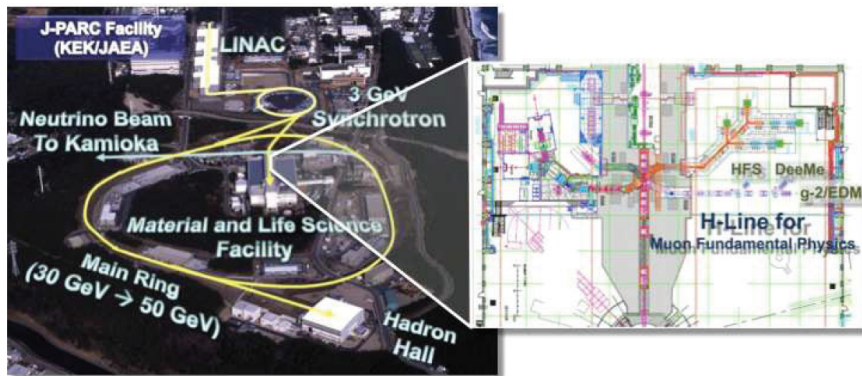 J-PARC Facility
(KEK/JAEA)
LINAC
3 GeV
Synchrotron
Neutrino Beam
To Kamioka
Material and Life Science
Facility
Main Ring
(30 GeV → 50 GeV)
Hadron
Hall
HFS DeeMe
g-2/EDM
H-Line for
Muon Fundamental Physics